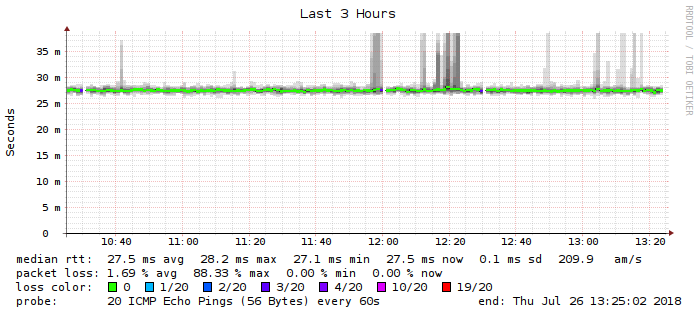 Last 3 Hours
RRDTOOL / TOBI OETIKER
Seconds
35 m
30 m
25 m
20 m
15 m
10 m
5 m
0
10:40 11:00 11:20 11:40 12:00 12:20 12:40 13:00 13:20
median rtt: 27.5 ms avg 28.2 ms max 27.1 ms min 27.5 ms now 0.1 ms sd 209.9 am/s
packet loss: 1.69 % avg 88.33 % max 0.00 % min 0.00 % now
loss color: 0 1/20 2/20 3/20 4/20 10/20 19/20
probe: 20 ICMP Echo Pings (56 Bytes) every 60s end: Thu Jul 26 13:25:02 2018